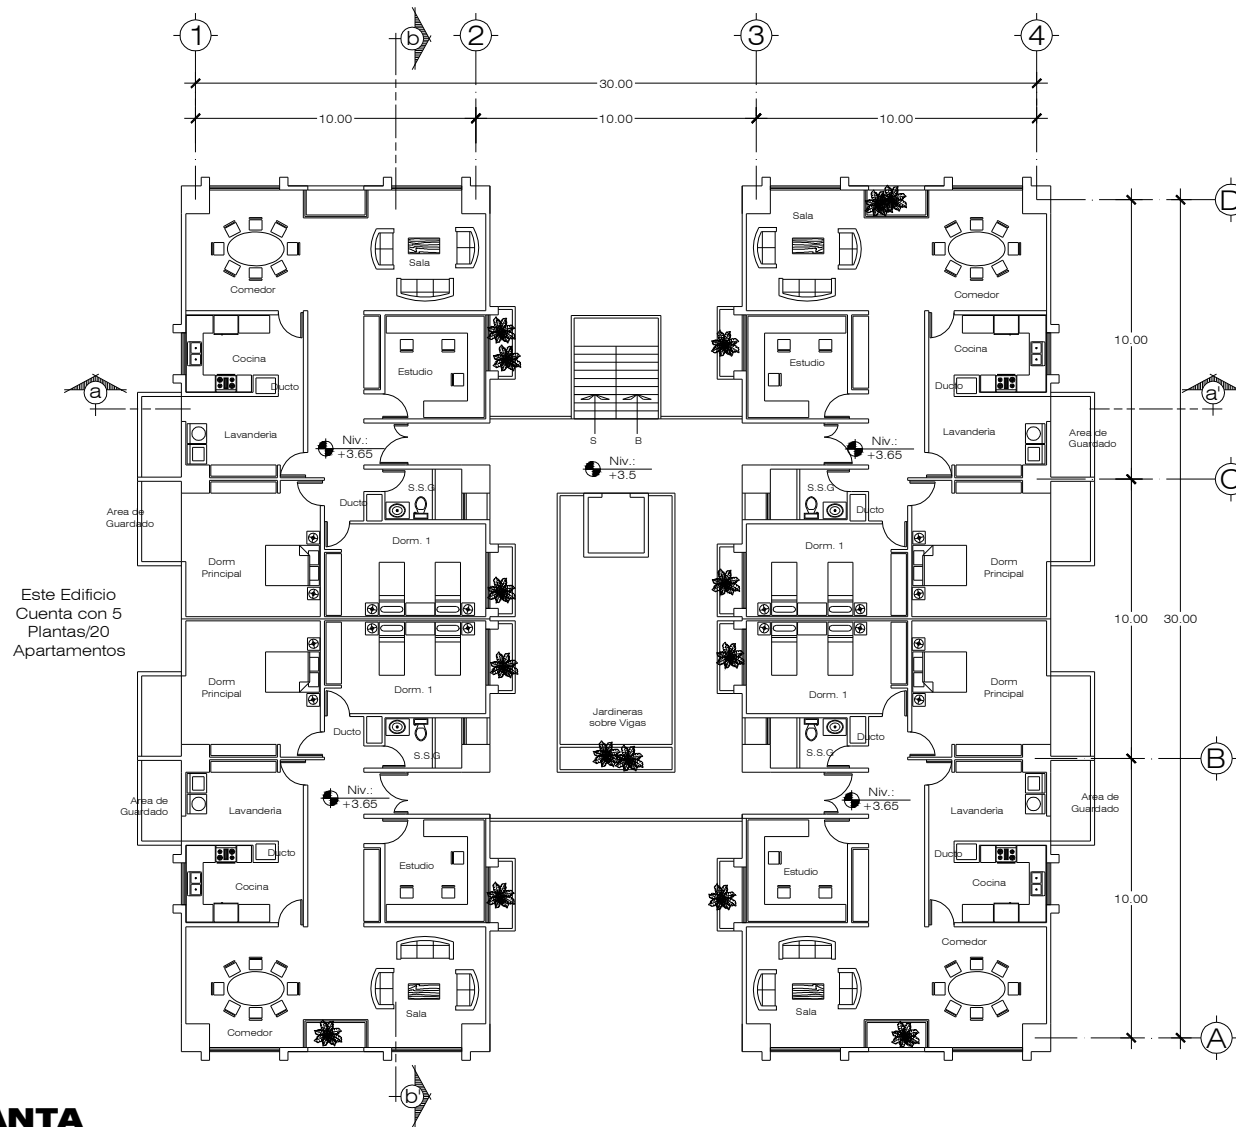 1
b
2
3
4
30.00
10.00
10.00
10.00
D
Sala
Sala
Comedor
Comedor
Cocina
Estudio
Ducto
Estudio
Cocina
Ducto
10.00
a
a'
Lavanderia
Niv.:
+3.65
S
B
Niv.:
+3.5
Niv.:
+3.65
Lavanderia
Area de
Guardado
C
Area de
Guardado
Ducto
S.S.G
S.S.G
Ducto
Dorm. 1
Dorm. 1
Dorm
Principal
Dorm
Principal
Este Edificio
Cuenta con 5
Plantas/20
Apartamentos
10.00
30.00
Dorm
Principal
Dorm. 1
Dorm. 1
Dorm
Principal
Jardineras
sobre Vigas
Ducto
S.S.G
S.S.G
Ducto
B
Area de
Guardado
Lavanderia
Niv.:
+3.65
Niv.:
+3.65
Lavanderia
Area de
Guardado
Ducto
Estudio
Estudio
Ducto
Cocina
Cocina
10.00
Comedor
Sala
Sala
Comedor
A
b'
ANTA